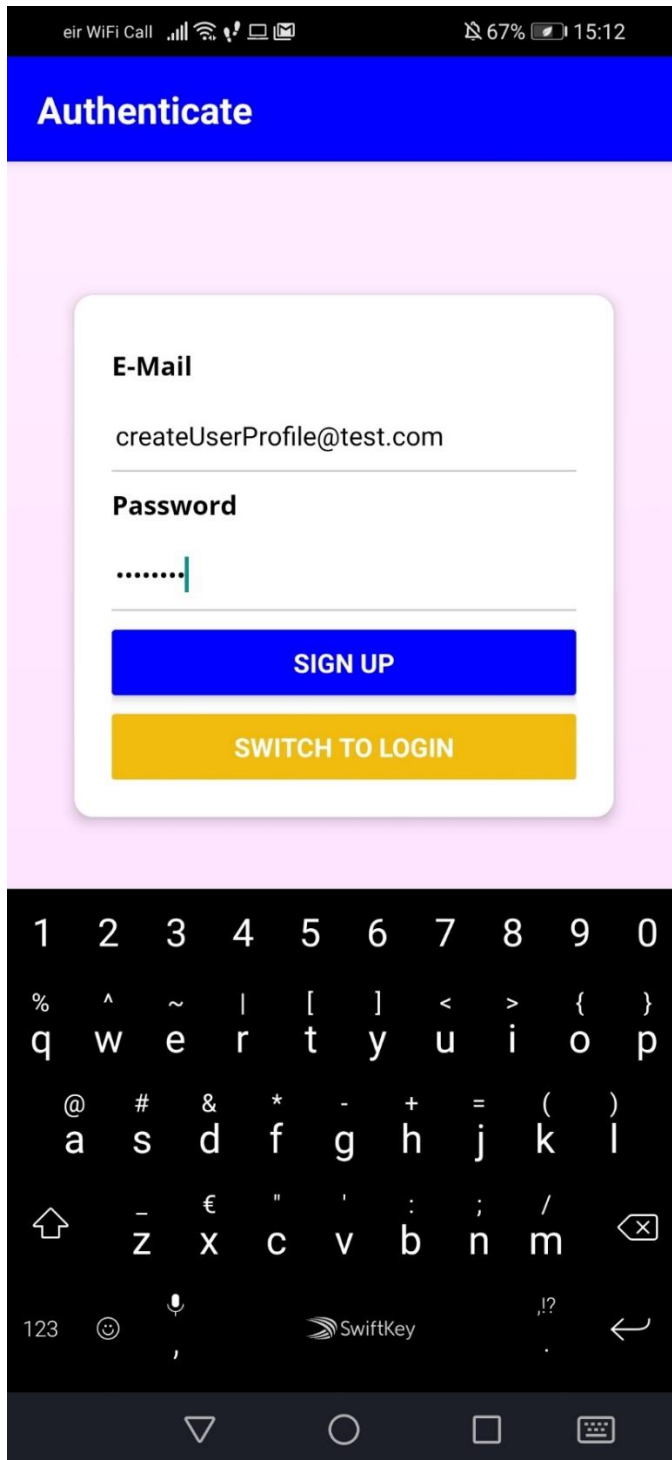 eir WiFi Call 67% 15:12
Authenticate
E-Mail
createUserProfile@test.com
Password
••••••••
SIGN UP
SWITCH TO LOGIN
1 2 3 4 5 6 7 8 9 0
% ^ ~ | [ ] < > { }
q w e r t y u i o p
@ # & * - + = ( )
a s d f g h j k l
_ € " ' : ; /
z x c v b n m
,!?
123 , SwiftKey .